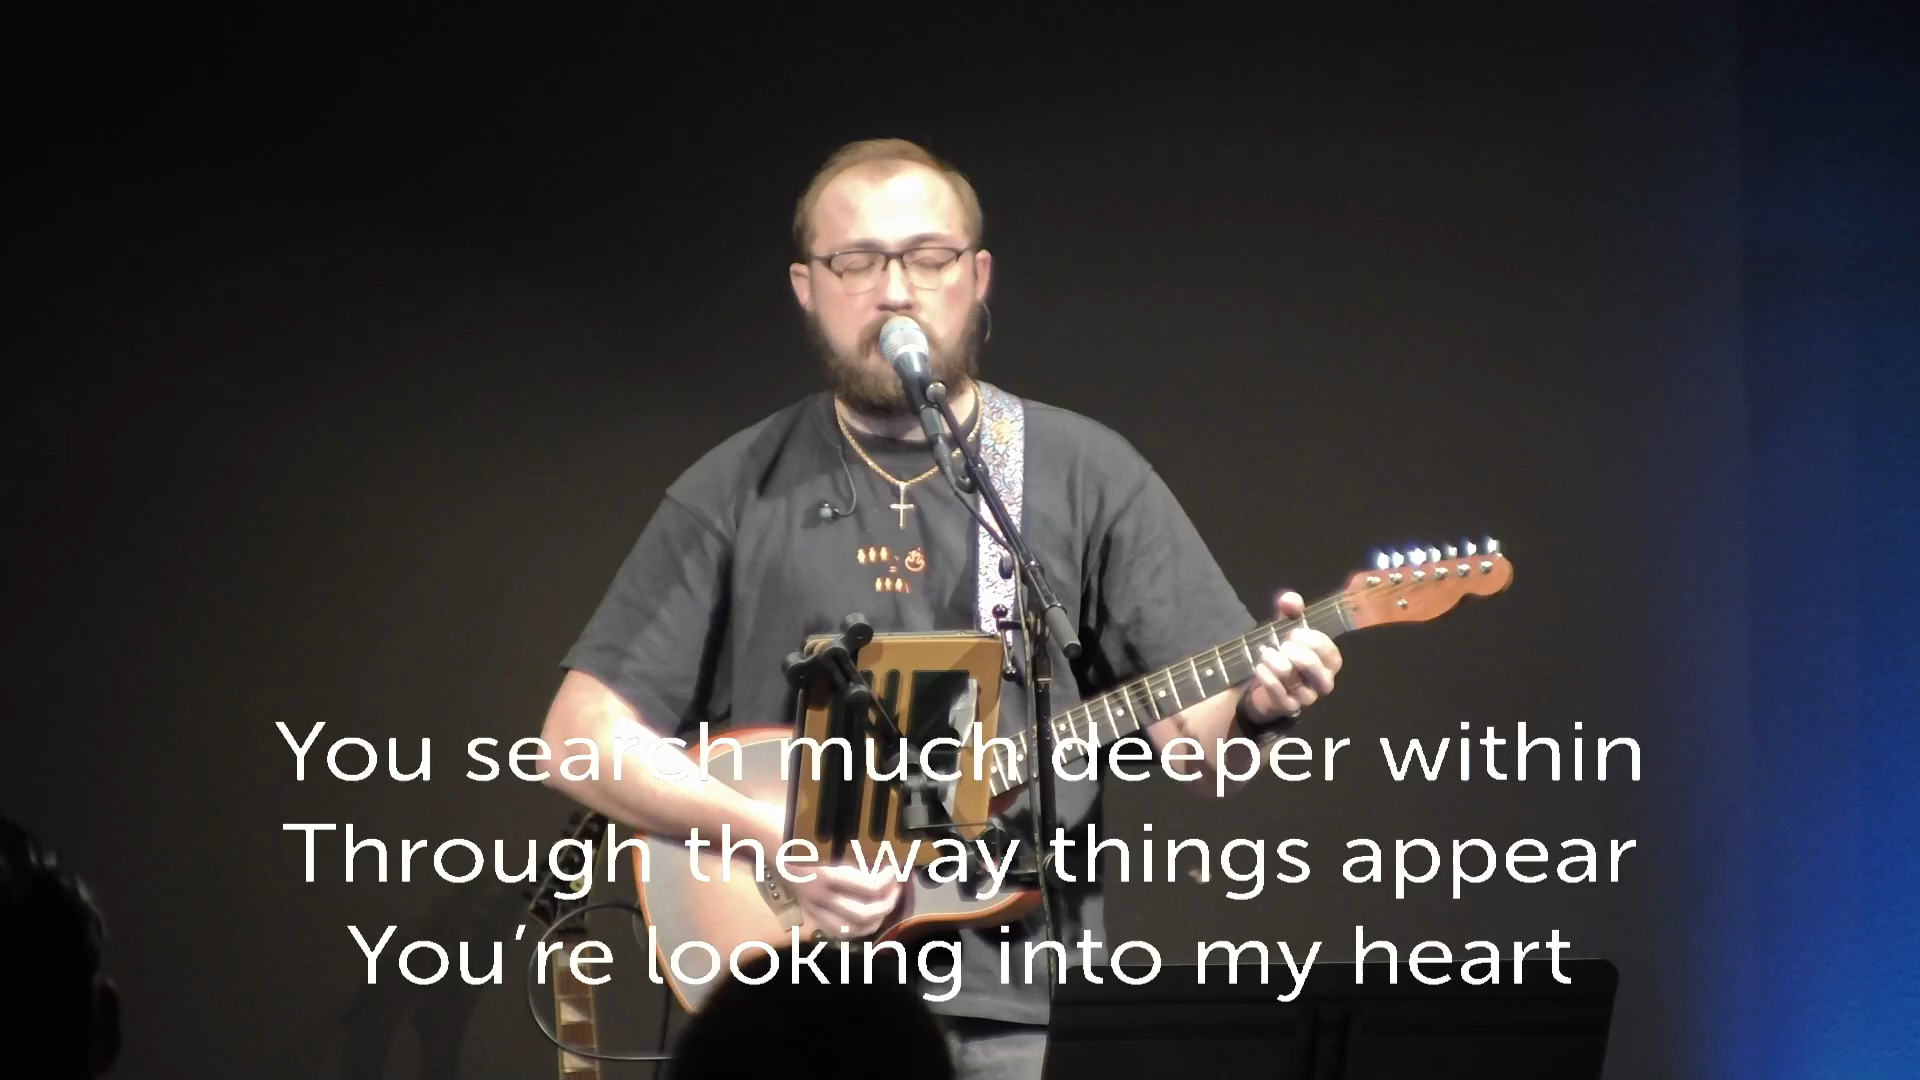 You search much deeper within
Through the way things appear
You’re looking into my heart